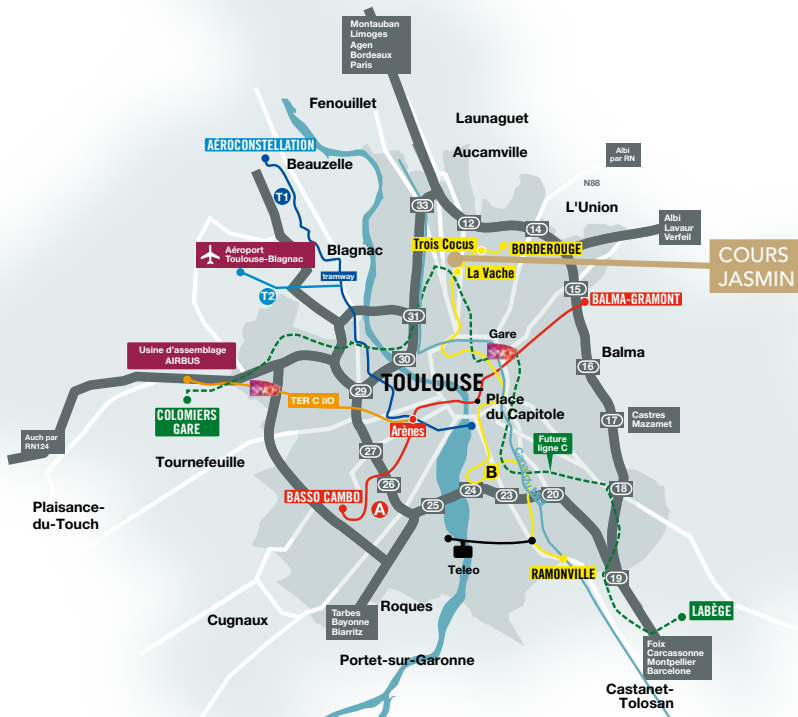 Montauban
Limoges
Agen
Bordeaux
Paris
Fenouillet
Launaguet
Aucamville
AÉROCONSTELLATION
Beauzelle
Albi
par RN
N88
T1
33
L'Union
12
14
Albi
Lavaur
Verfeil
Aéroport
Toulouse-Blagnac
Blagnac
Trois Cocus
BORDEROUGE
COURS
JASMIN
La Vache
tramway
T2
15
BALMA-GRAMONT
31
Gare
Usine d'assemblage
AIRBUS
30
Balma
16
29
TOULOUSE
TER C liO
Place
du Capitole
COLOMIERS
GARE
Arènes
17
Castres
Mazamet
Auch par
RN124
Future
ligne C
27
Tournefeuille
Canal du Midi
B
26
BASSO CAMBO
24
23
20
18
25
A
Plaisance-
du-Touch
Teleo
RAMONVILLE
19
LABÈGE
Tarbes
Bayonne
Biarritz
Roques
Cugnaux
Foix
Carcassonne
Montpellier
Barcelone
Portet-sur-Garonne
Castanet-
Tolosan